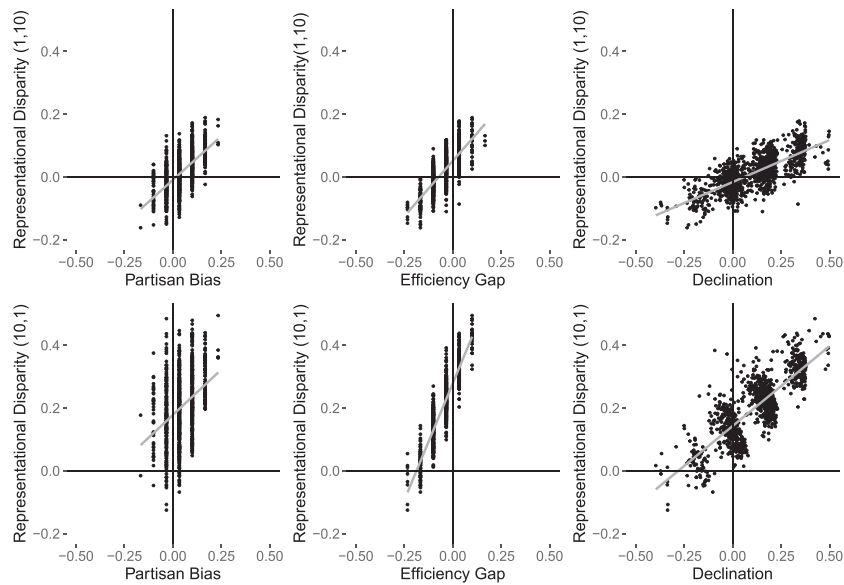 Representational Disparity (1,10)
0.4
0.2
0.0
−0.2
−0.50 −0.25 0.00 0.25 0.50
Partisan Bias
Representational Disparity(1,10)
0.4
0.2
0.0
−0.2
−0.50 −0.25 0.00 0.25 0.50
Efficiency Gap
Representational Disparity (1,10)
0.4
0.2
0.0
−0.2
−0.50 −0.25 0.00 0.25 0.50
Declination
Representational Disparity (10,1)
0.4
0.2
0.0
−0.2
−0.50 −0.25 0.00 0.25 0.50
Partisan Bias
Representational Disparity (10,1)
0.4
0.2
0.0
−0.2
−0.50 −0.25 0.00 0.25 0.50
Efficiency Gap
Representational Disparity (10,1)
0.4
0.2
0.0
−0.2
−0.50 −0.25 0.00 0.25 0.50
Declination